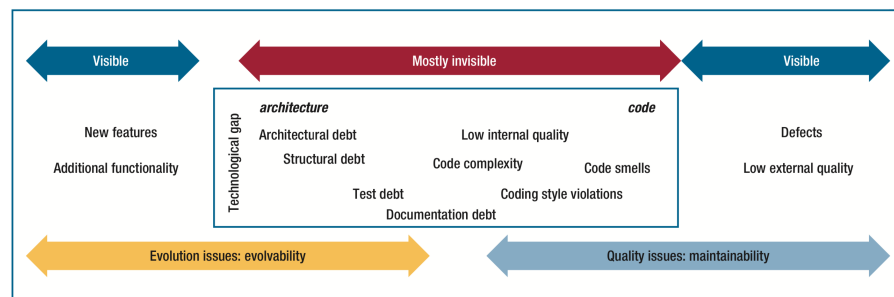 Visible
Mostly invisible
Visible
New features
Additional functionality
Technological gap
architecture
code
Architectural debt
Low internal quality
Structural debt
Code complexity
Code smells
Test debt
Coding style violations
Documentation debt
Defects
Low external quality
Evolution issues: evolvability
Quality issues: maintainability